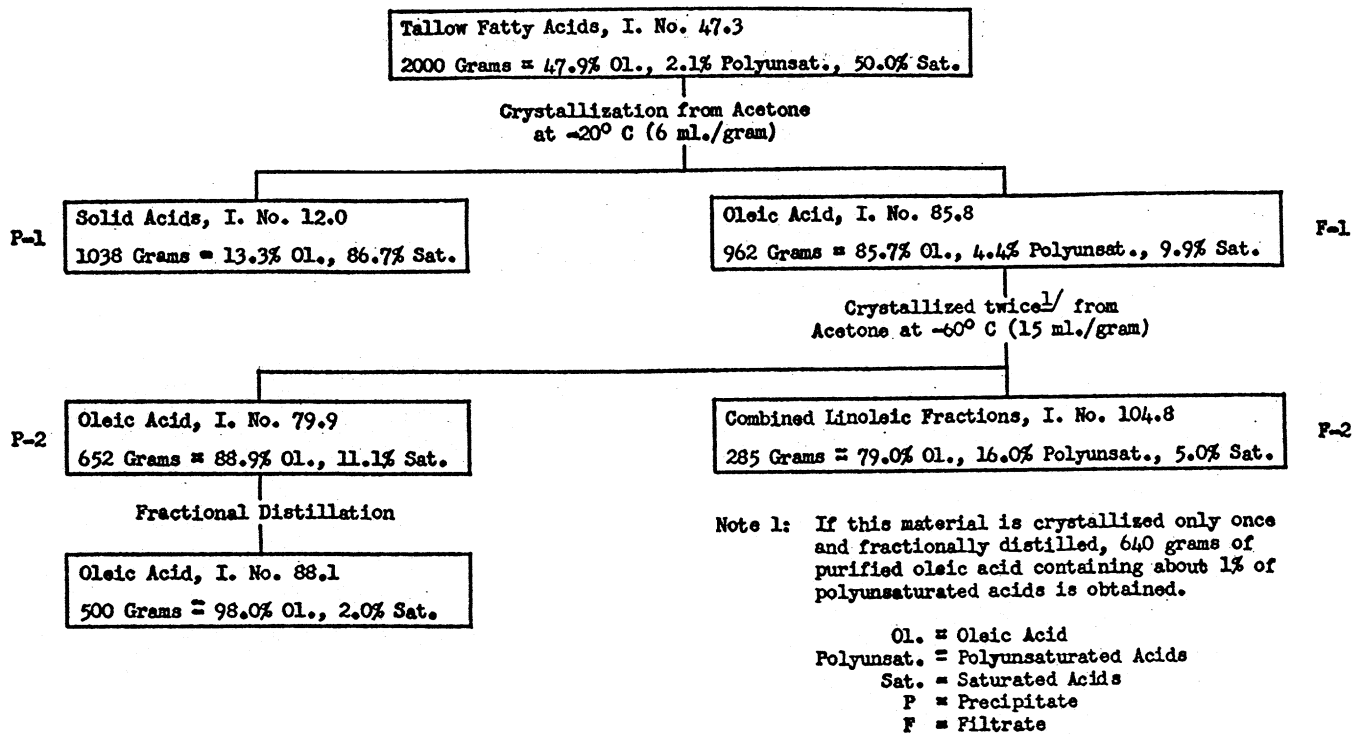 Tallow Fatty Acids, I. No. 47.3
2000 Grams = 47.9% Ol., 2.1% Polyunsat., 50.0% Sat.
Crystallization from Acetone
at -20° C (6 ml./gram)
P-1
Solid Acids, I. No. 12.0
1038 Grams = 13.3% Ol., 86.7% Sat.
Oleic Acid, I. No. 85.8
962 Grams = 85.7% Ol., 4.4% Polyunsat., 9.9% Sat.
F-1
Crystallized twice1/ from
Acetone at -60° C (15 ml./gram)
P-2
Oleic Acid, I. No. 79.9
652 Grams = 88.9% Ol., 11.1% Sat.
Combined Linoleic Fractions, I. No. 104.8
285 Grams = 79.0% Ol., 16.0% Polyunsat., 5.0% Sat.
F-2
Fractional Distillation
Oleic Acid, I. No. 88.1
500 Grams = 98.0% Ol., 2.0% Sat.
Note 1: If this material is crystallized only once
and fractionally distilled, 640 grams of
purified oleic acid containing about 1% of
polyunsaturated acids is obtained.
Ol. = Oleic Acid
Polyunsat. = Polyunsaturated Acids
Sat. = Saturated Acids
P = Precipitate
F = Filtrate